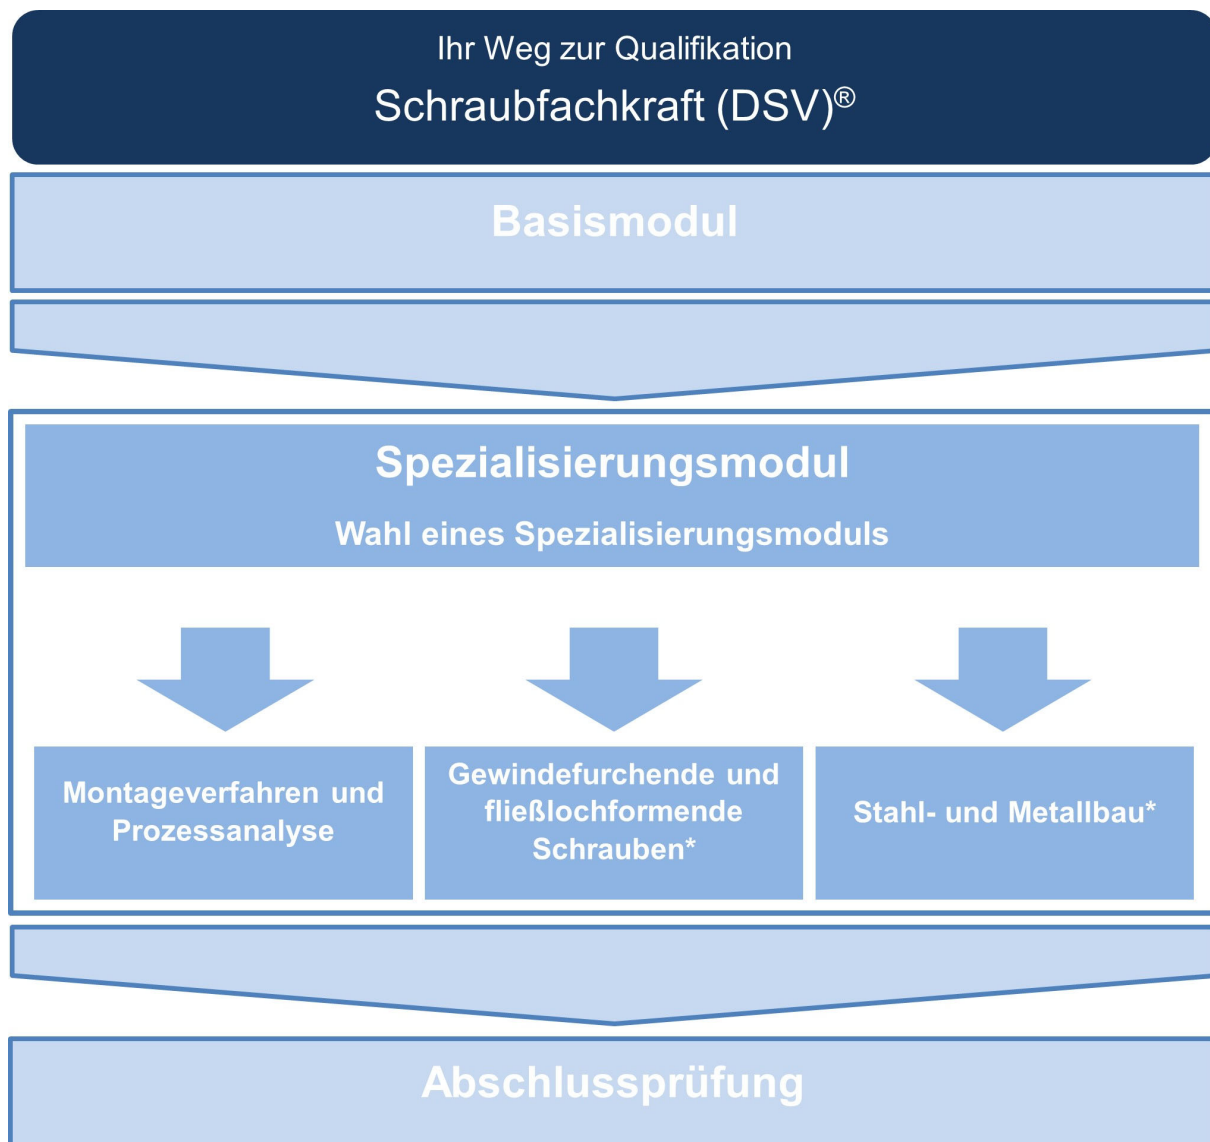 Ihr Weg zur Qualifikation
Schraubfachkraft (DSV)®
Basismodul
Spezialisierungsmodul
Wahl eines Spezialisierungsmoduls
Montageverfahren und
Prozessanalyse
Gewindefurchende und
fließlochformende
Schrauben*
Stahl- und Metallbau*
Abschlussprüfung